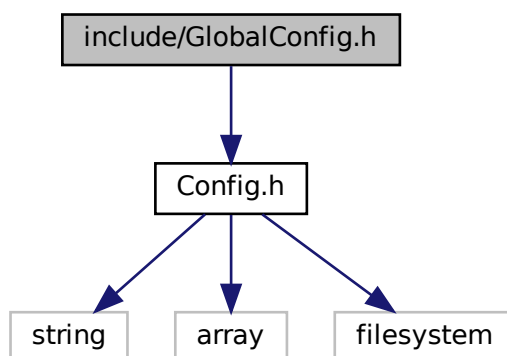 include/GlobalConfig.h
Config.h
string
array
filesystem